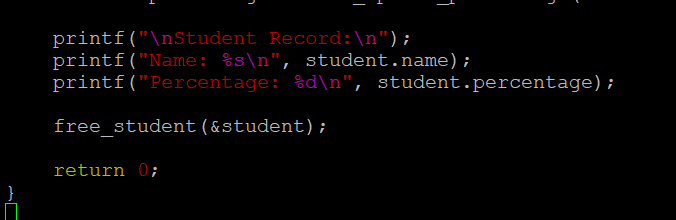 printf("\nStudent Record:\n");
printf("Name: %s\n", student.name);
printf("Percentage: %d\n", student.percentage);
free_student(&student);
return 0;
}